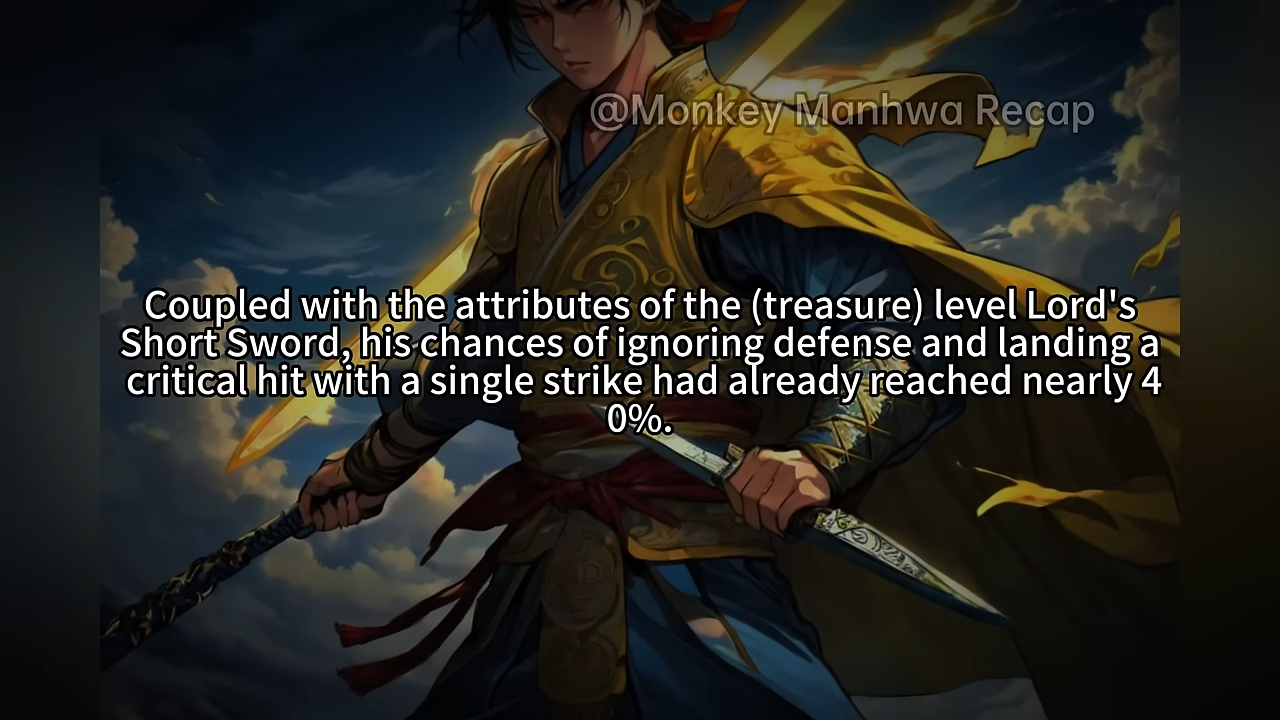 @Monkey Manhwa Recap
Coupled with the attributes of the (treasure) level Lord's
Short Sword, his chances of ignoring defense and landing a
critical hit with a single strike had already reached nearly 4
0%.